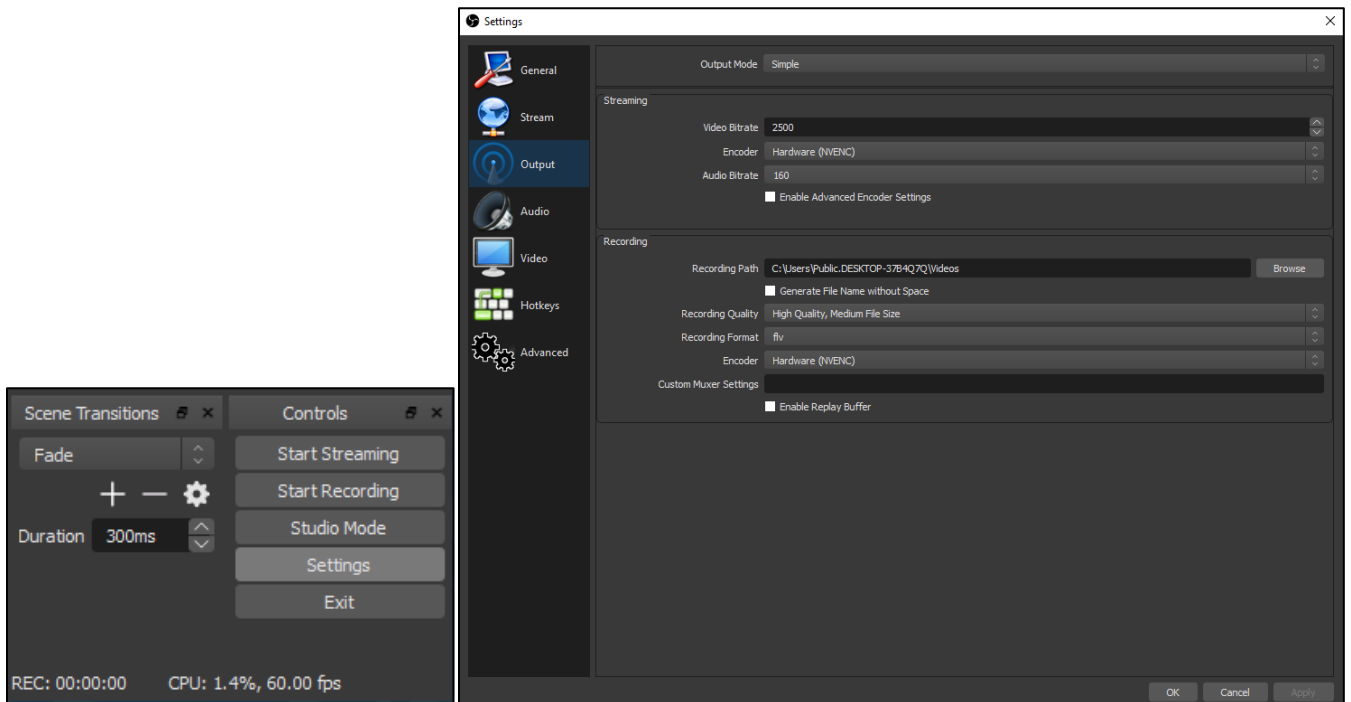 Scene Transitions
Controls
Fade
Duration 300ms
Start Streaming
Start Recording
Studio Mode
Settings
Exit
REC: 00:00:00 CPU: 1.4%, 60.00 fps
Settings
General
Stream
Output
Audio
Video
Hotkeys
Advanced
Output Mode Simple
Streaming
Video Bitrate 2500
Encoder Hardware (NVENC)
Audio Bitrate 160
Enable Advanced Encoder Settings
Recording
Recording Path C:\Users\Public.DESKTOP-37B4Q7Q\Videos Browse
Generate File Name without Space
Recording Quality High Quality, Medium File Size
Recording Format flv
Encoder Hardware (NVENC)
Custom Muxer Settings
Enable Replay Buffer
OK Cancel Apply